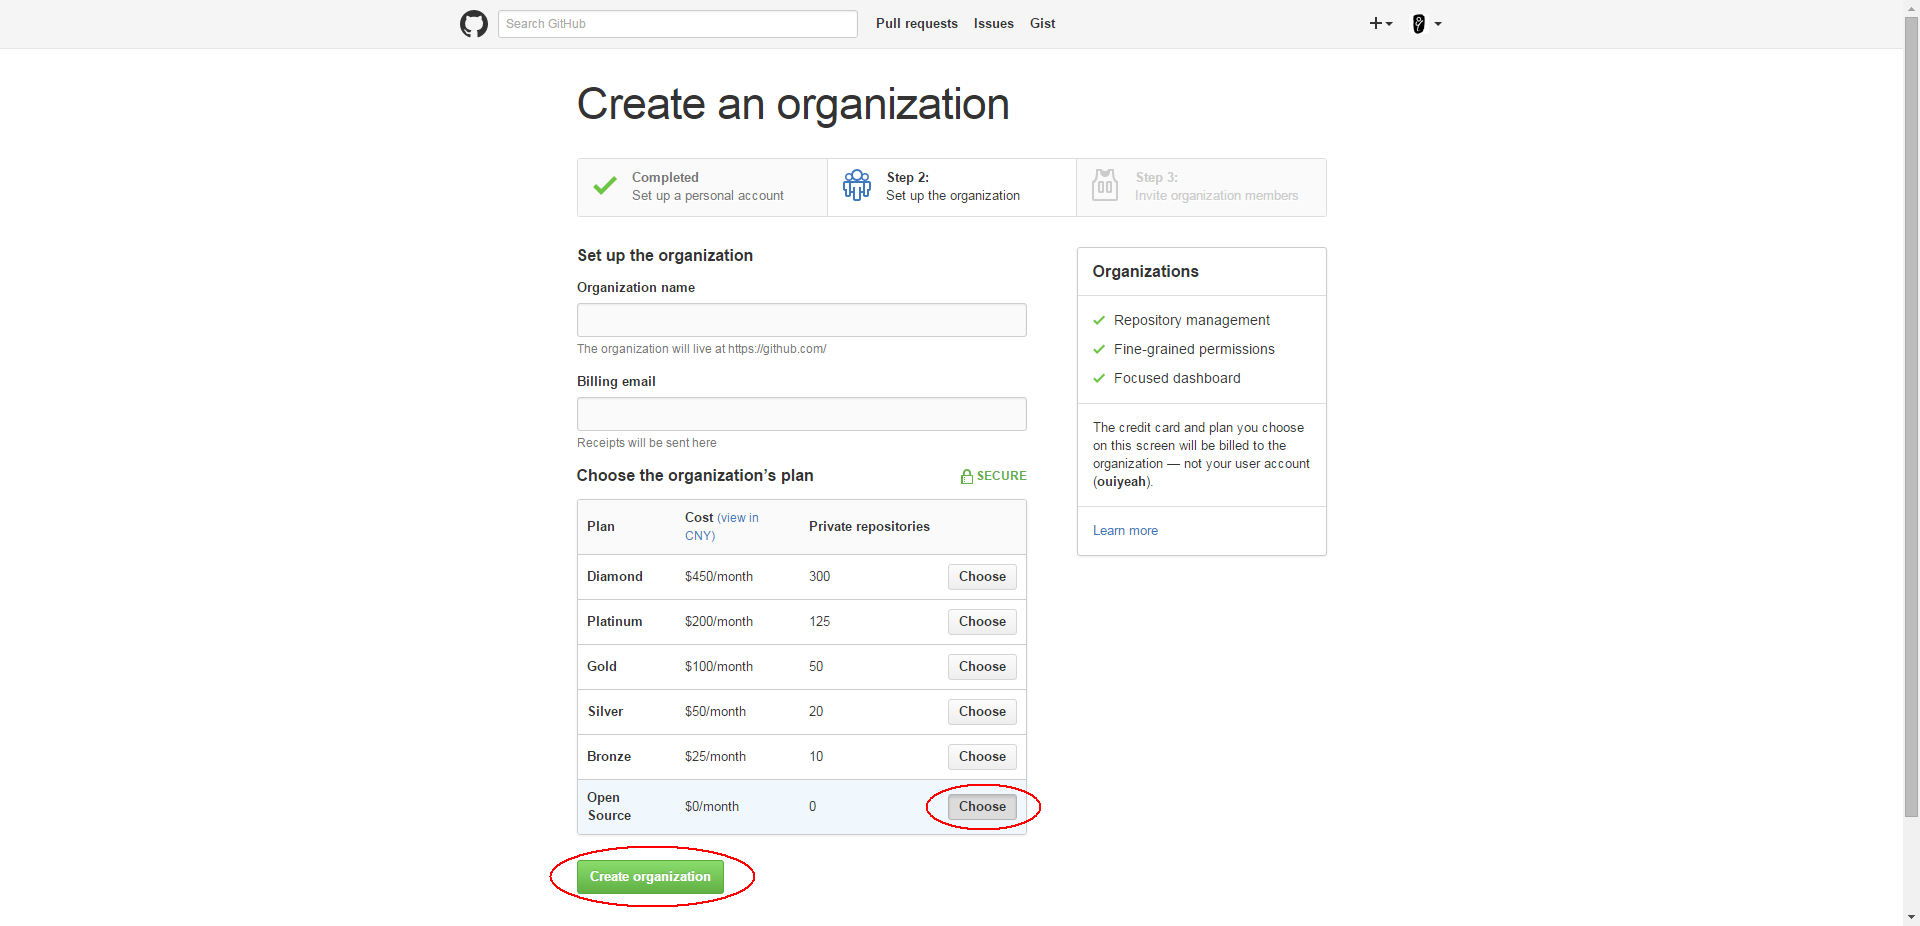 Search GitHub
Pull requests
Issues
Gist
Create an organization
Completed
Set up a personal account
Step 2:
Set up the organization
Step 3:
Invite organization members
Set up the organization
Organization name
The organization will live at https://github.com/
Billing email
Receipts will be sent here
Choose the organization’s plan
SECURE
Plan
Cost (view in
CNY)
Private repositories
Diamond
$450/month
300
Choose
Platinum
$200/month
125
Choose
Gold
$100/month
50
Choose
Silver
$50/month
20
Choose
Bronze
$25/month
10
Choose
Open
Source
$0/month
0
Choose
Create organization
Organizations
Repository management
Fine-grained permissions
Focused dashboard
The credit card and plan you choose
on this screen will be billed to the
organization — not your user account
(ouiyeah).
Learn more